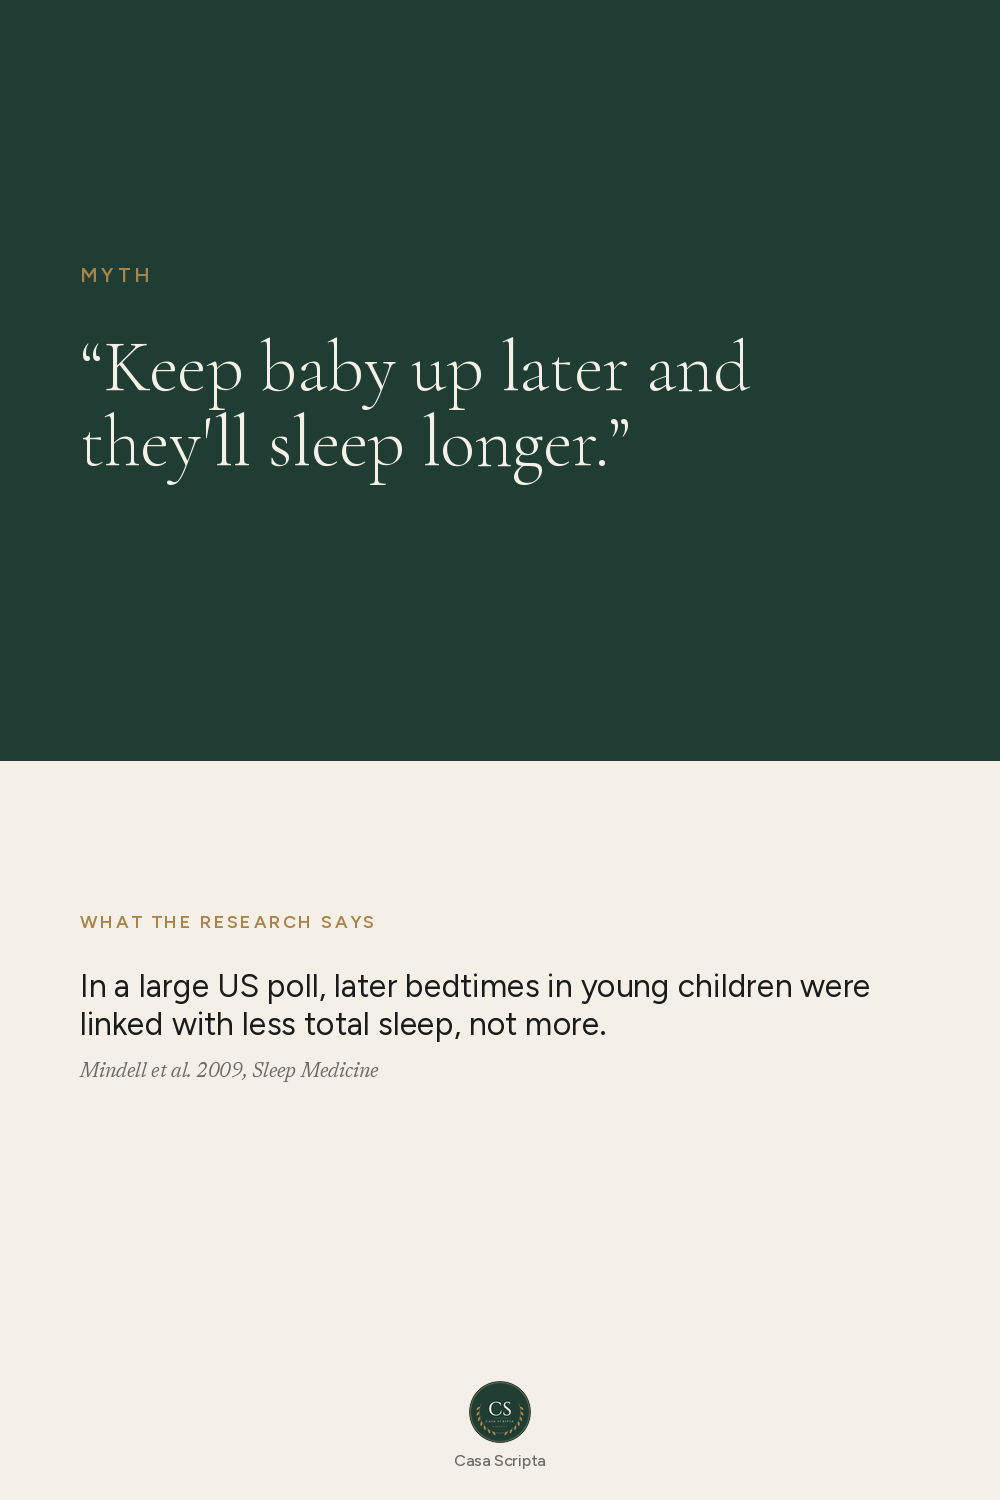 MYTH
“Keep baby up later and
they'll sleep longer.”
WHAT THE RESEARCH SAYS
In a large US poll, later bedtimes in young children were
linked with less total sleep, not more.
Mindell et al. 2009, Sleep Medicine
CS
CASA SCRIPTA
Casa Scripta